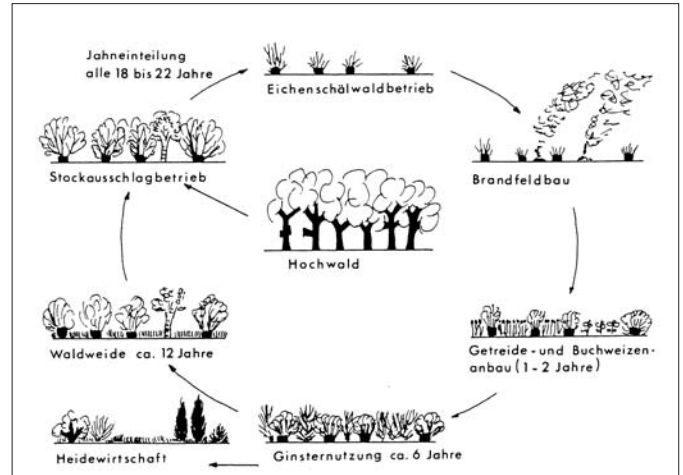 Jahneinteilung
alle 18 bis 22 Jahre
Eichenschälwaldbetrieb
Stockausschlagbetrieb
Brandfeldbau
Hochwald
Waldweide ca. 12 Jahre
Getreide- und Buchweizen-
anbau (1-2 Jahre)
Heidewirtschaft
Ginsternutzung ca. 6 Jahre